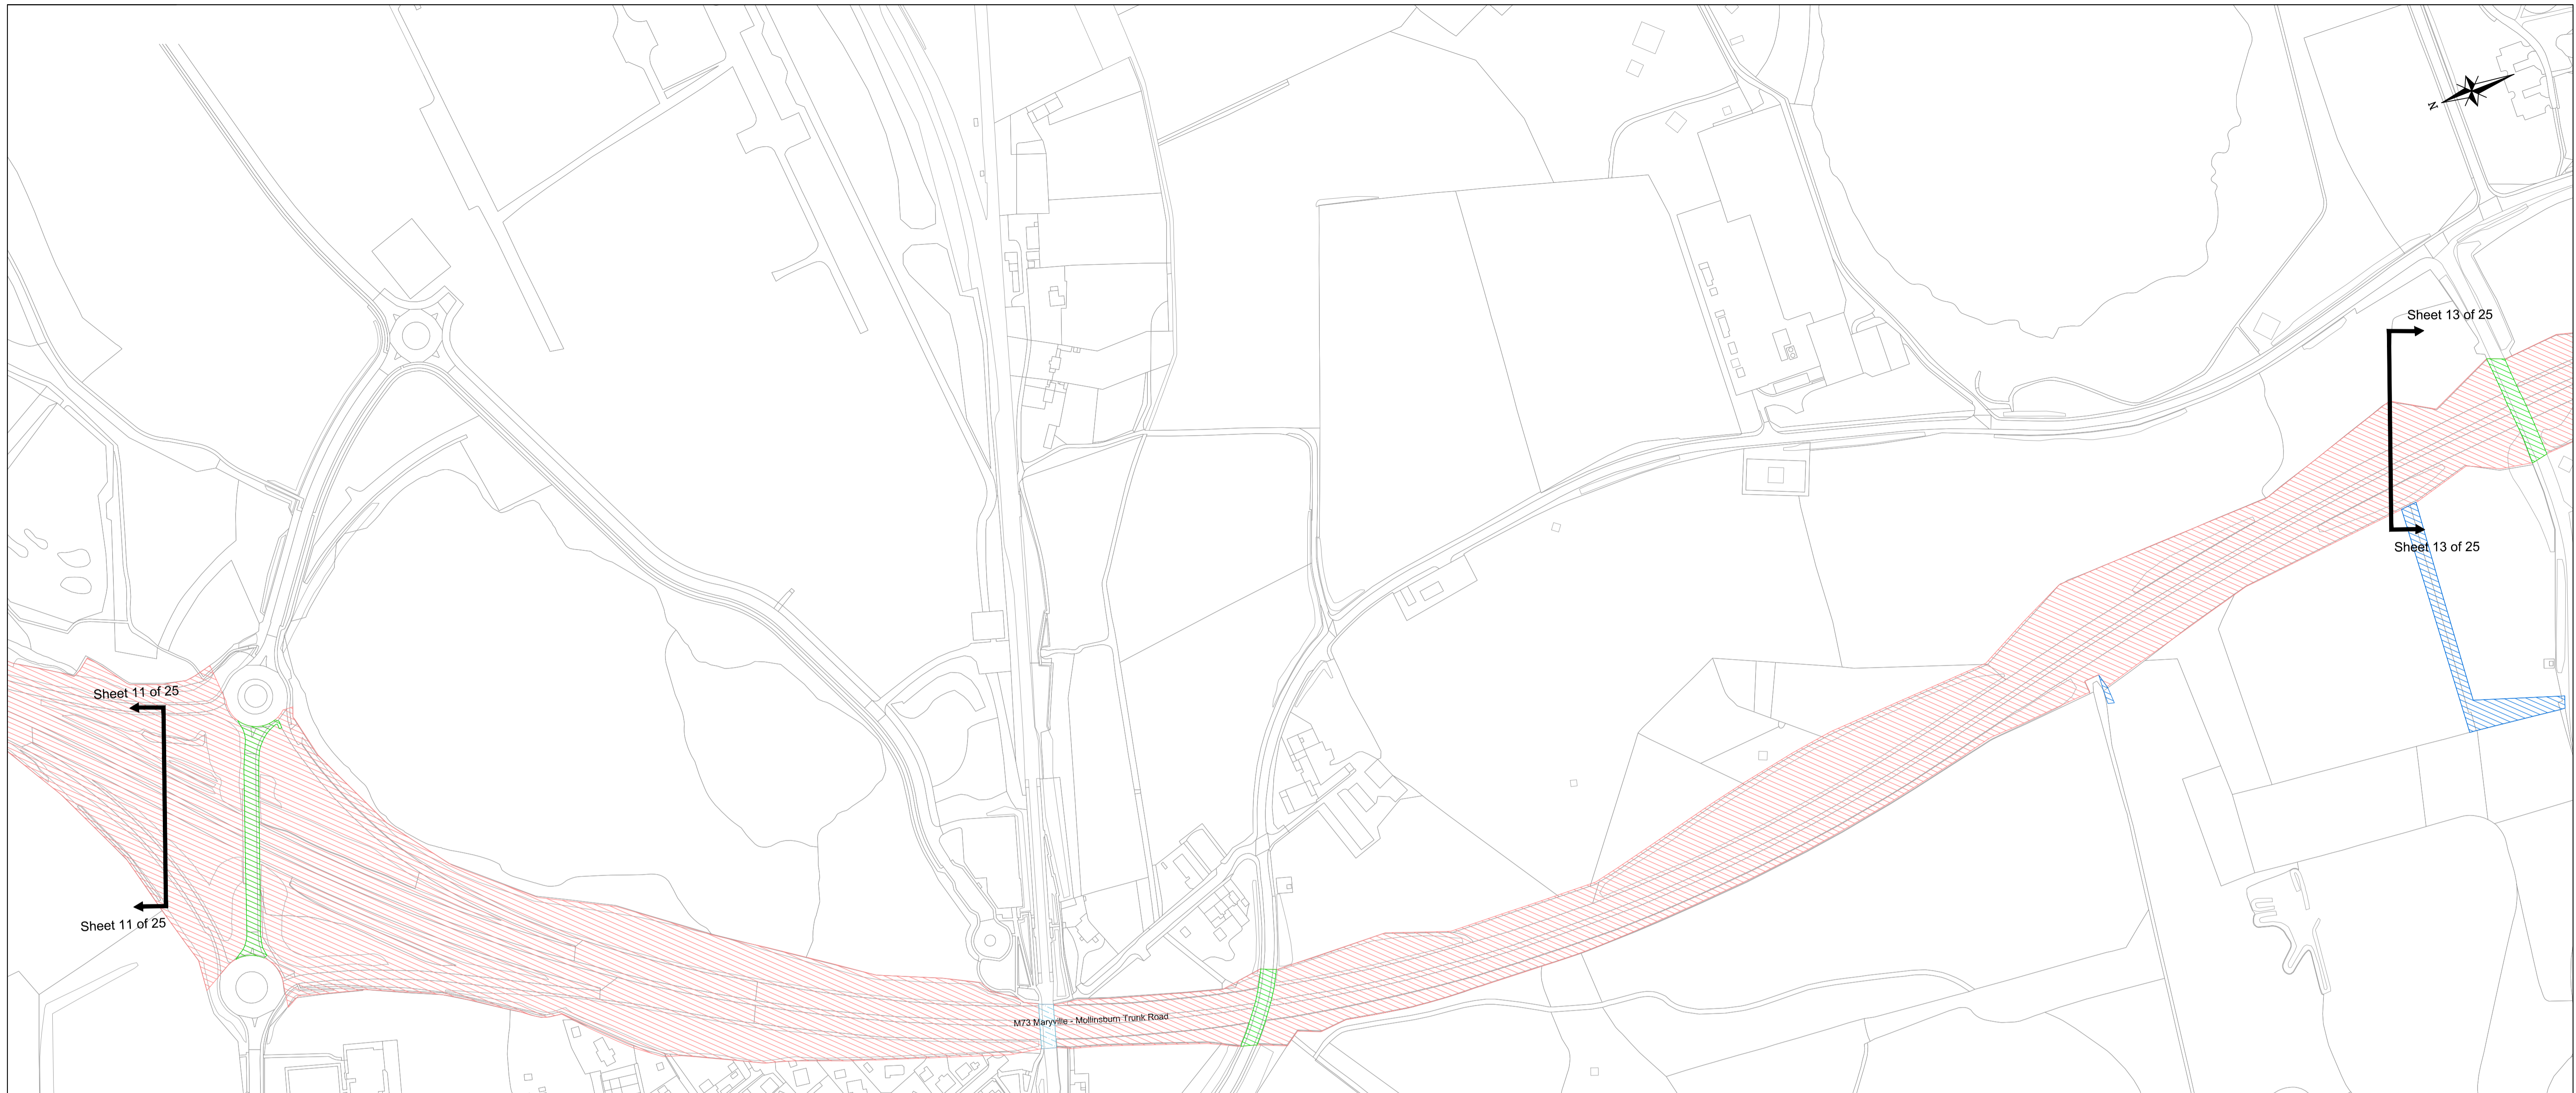 N
Sheet 13 of 25
Sheet 13 of 25
Sheet 11 of 25
Sheet 11 of 25
M73 Maryville - Mollinsburn Trunk Road